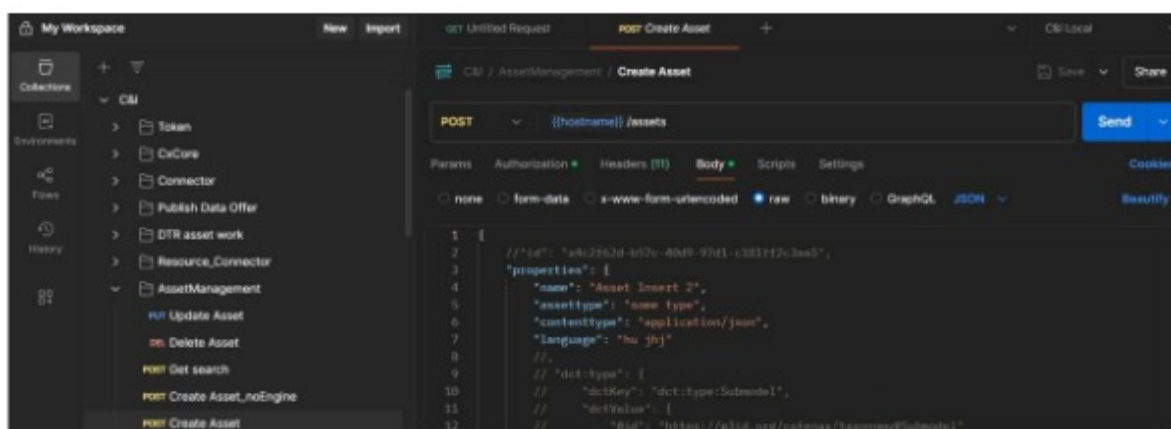 My Workspace
New Import
GET Untitled Request
POST Create Asset
C&I Local
Collections
Environments
Flows
History
C&I
Token
CxCore
Connector
Publish Data Offer
DTR asset work
Resource_Connector
AssetManagement
PUT Update Asset
DEL Delete Asset
POST Get search
POST Create Asset_noEngine
POST Create Asset
C&I / AssetManagement / Create Asset
Save
Share
POST {{hostname}} /assets
Send
Params Authorization Headers (11) Body Scripts Settings
Cookies
none form-data x-www-form-urlencoded raw binary GraphQL JSON
Beautify
1 {
2 //"id":
3 "properties": {
4 "name": "Asset Insert 2",
5 "assettype": "some type",
6 "contenttype": "application/json",
7 "language": "hu jhj"
8 //,
9 // "dct:type": {
10 // "dctKey": "dct:type:Submodel",
11 // "dctValue": {
12 //